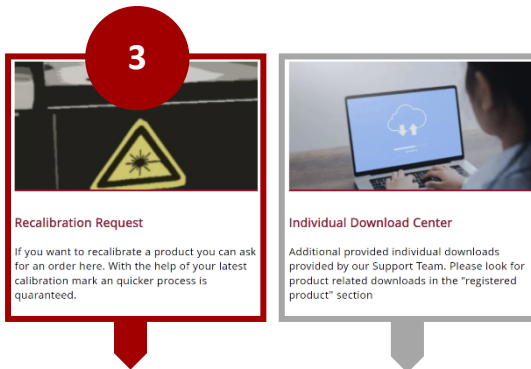 3
Recalibration Request
If you want to recalibrate a product you can ask
for an order here. With the help of your latest
calibration mark an quicker process is
quaranteed.
Individual Download Center
Additional provided individual downloads
provided by our Support Team. Please look for
product related downloads in the "registered
product" section